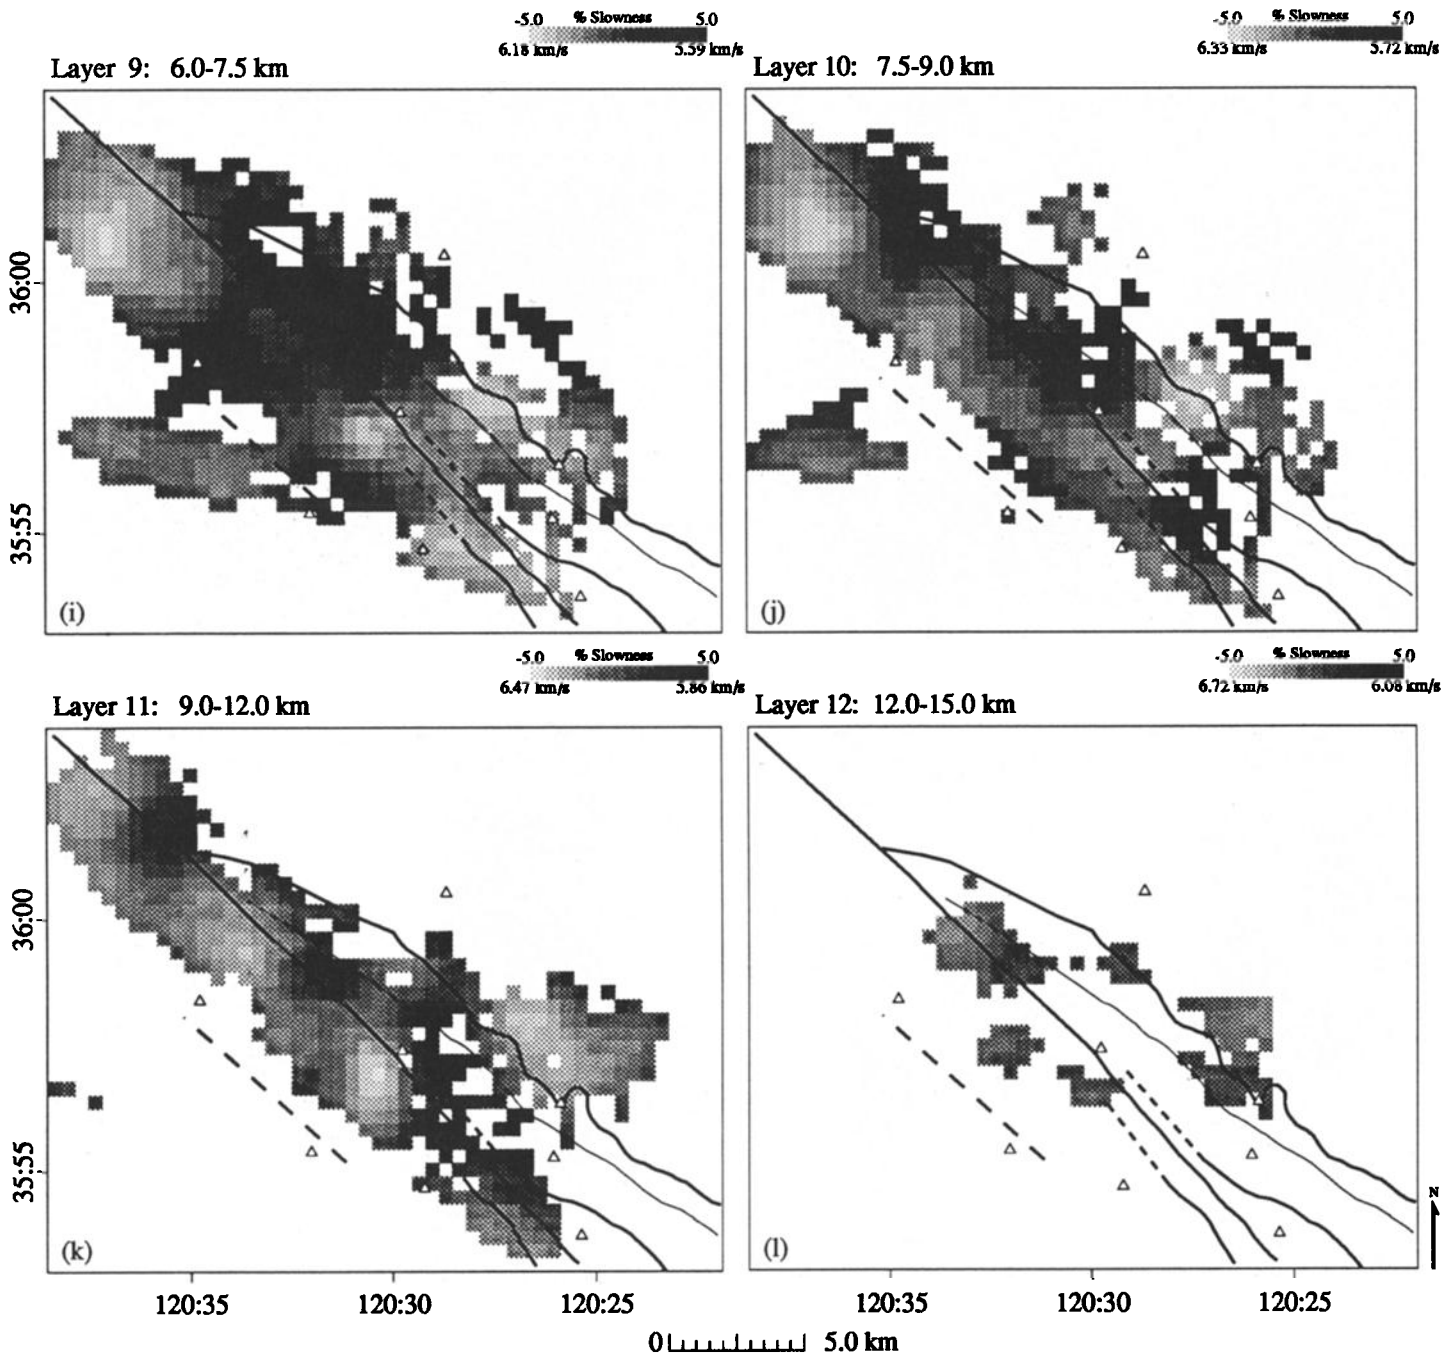 -5.0 % Slowness 5.0
6.18 km/s 5.59 km/s
Layer 9: 6.0-7.5 km
-5.0 % Slowness 5.0
6.33 km/s 5.72 km/s
Layer 10: 7.5-9.0 km
36:00
35:55
(i)
(j)
-5.0 % Slowness 5.0
6.47 km/s 5.86 km/s
Layer 11: 9.0-12.0 km
-5.0 % Slowness 5.0
6.72 km/s 6.08 km/s
Layer 12: 12.0-15.0 km
36:00
35:55
(k)
(l)
N
120:35 120:30 120:25
120:35 120:30 120:25
0 5.0 km